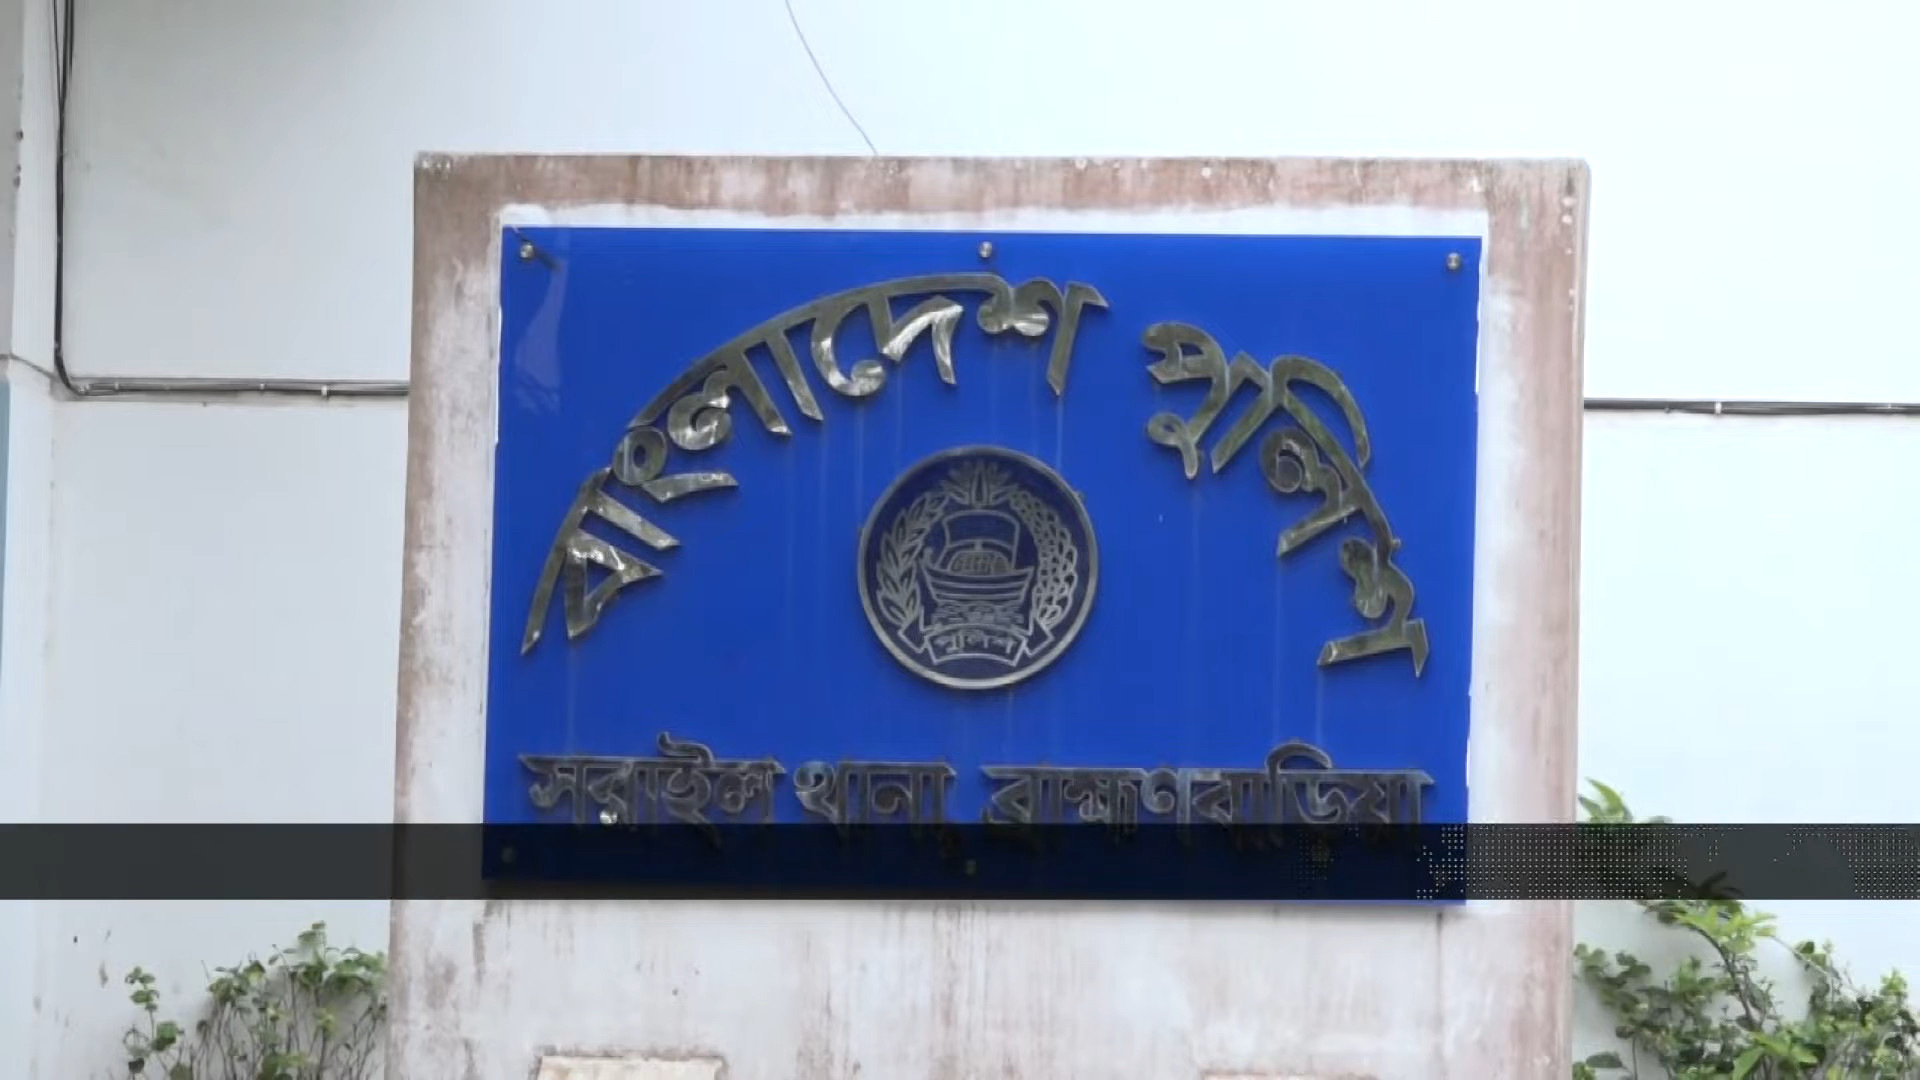 বাংলাদেশ পুলিশ
পুলিশ
সরাইল থানা, ব্রাহ্মণবাড়িয়া